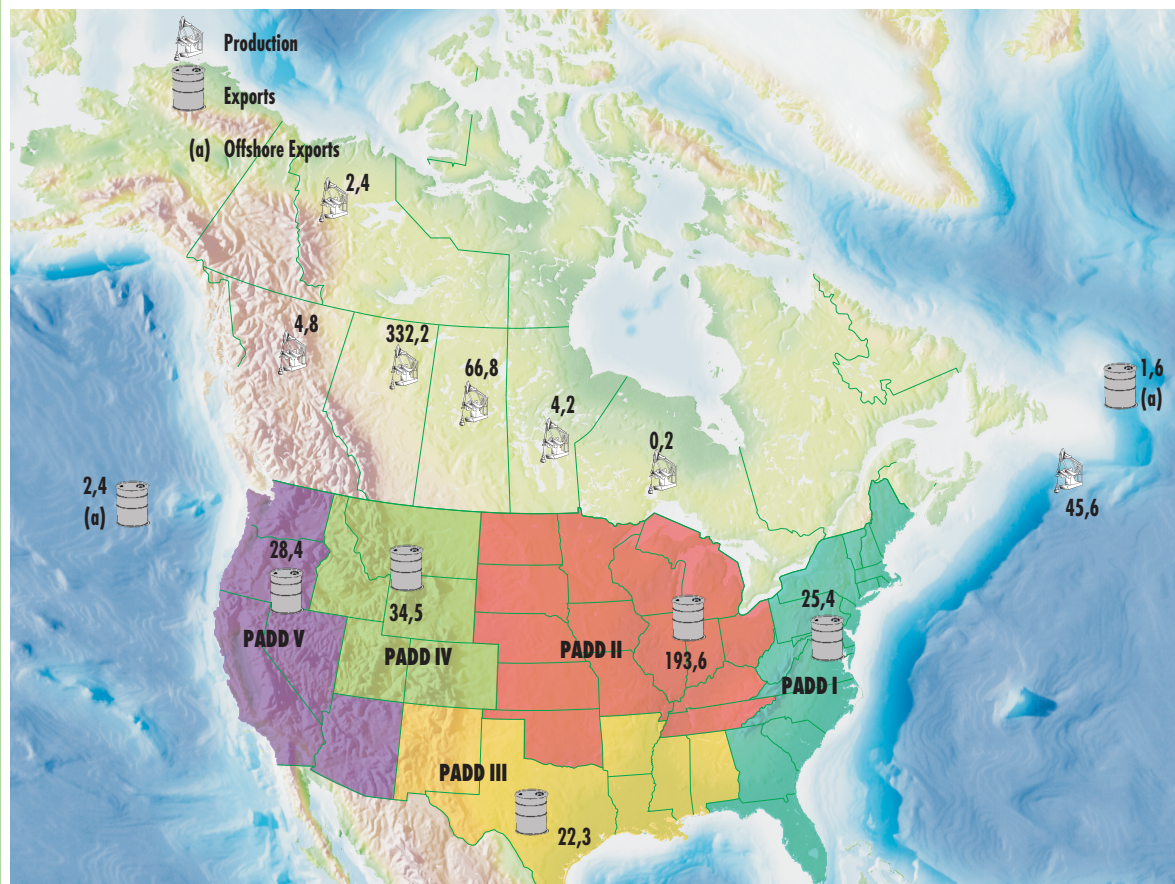 Production
Exports
(a) Offshore Exports
2,4
4,8
332,2
66,8
4,2
0,2
1,6
(a)
45,6
2,4
(a)
28,4
PADD V
34,5
PADD IV
PADD II
193,6
25,4
PADD I
PADD III
22,3